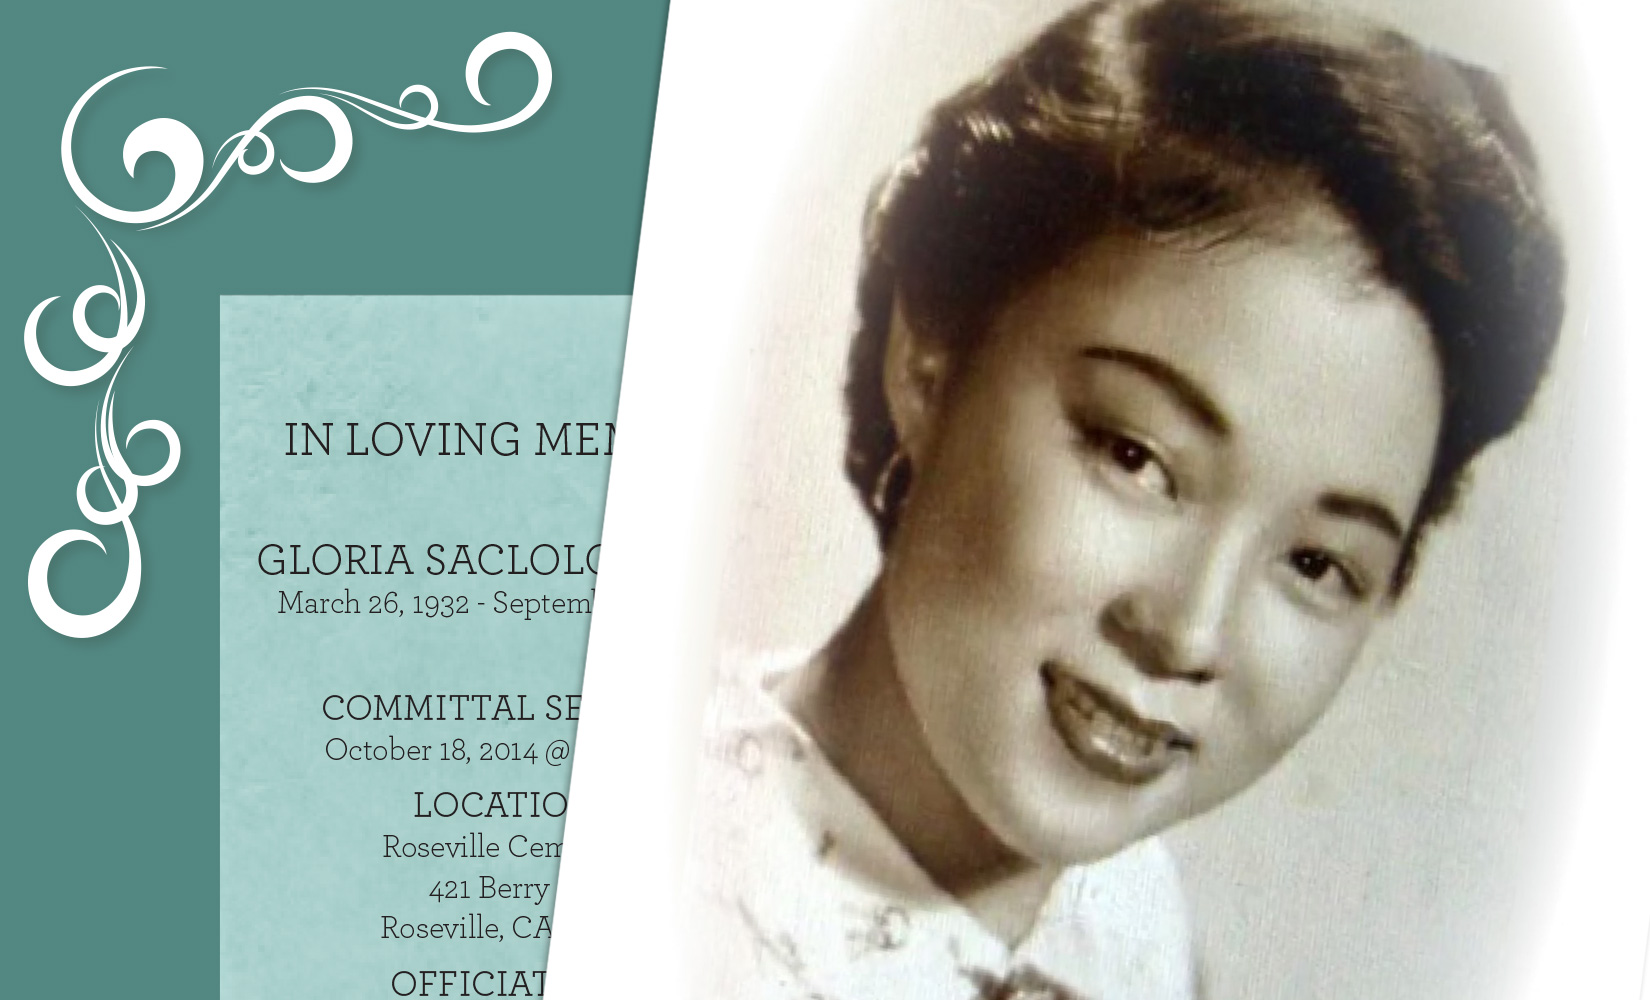 IN LOVING MEM
GLORIA SACLOLO
March 26, 1932 - Septemb
COMMITTAL SE
October 18, 2014 @
LOCATIO
Roseville Cem
421 Berry
Roseville, CA
OFFICIAT